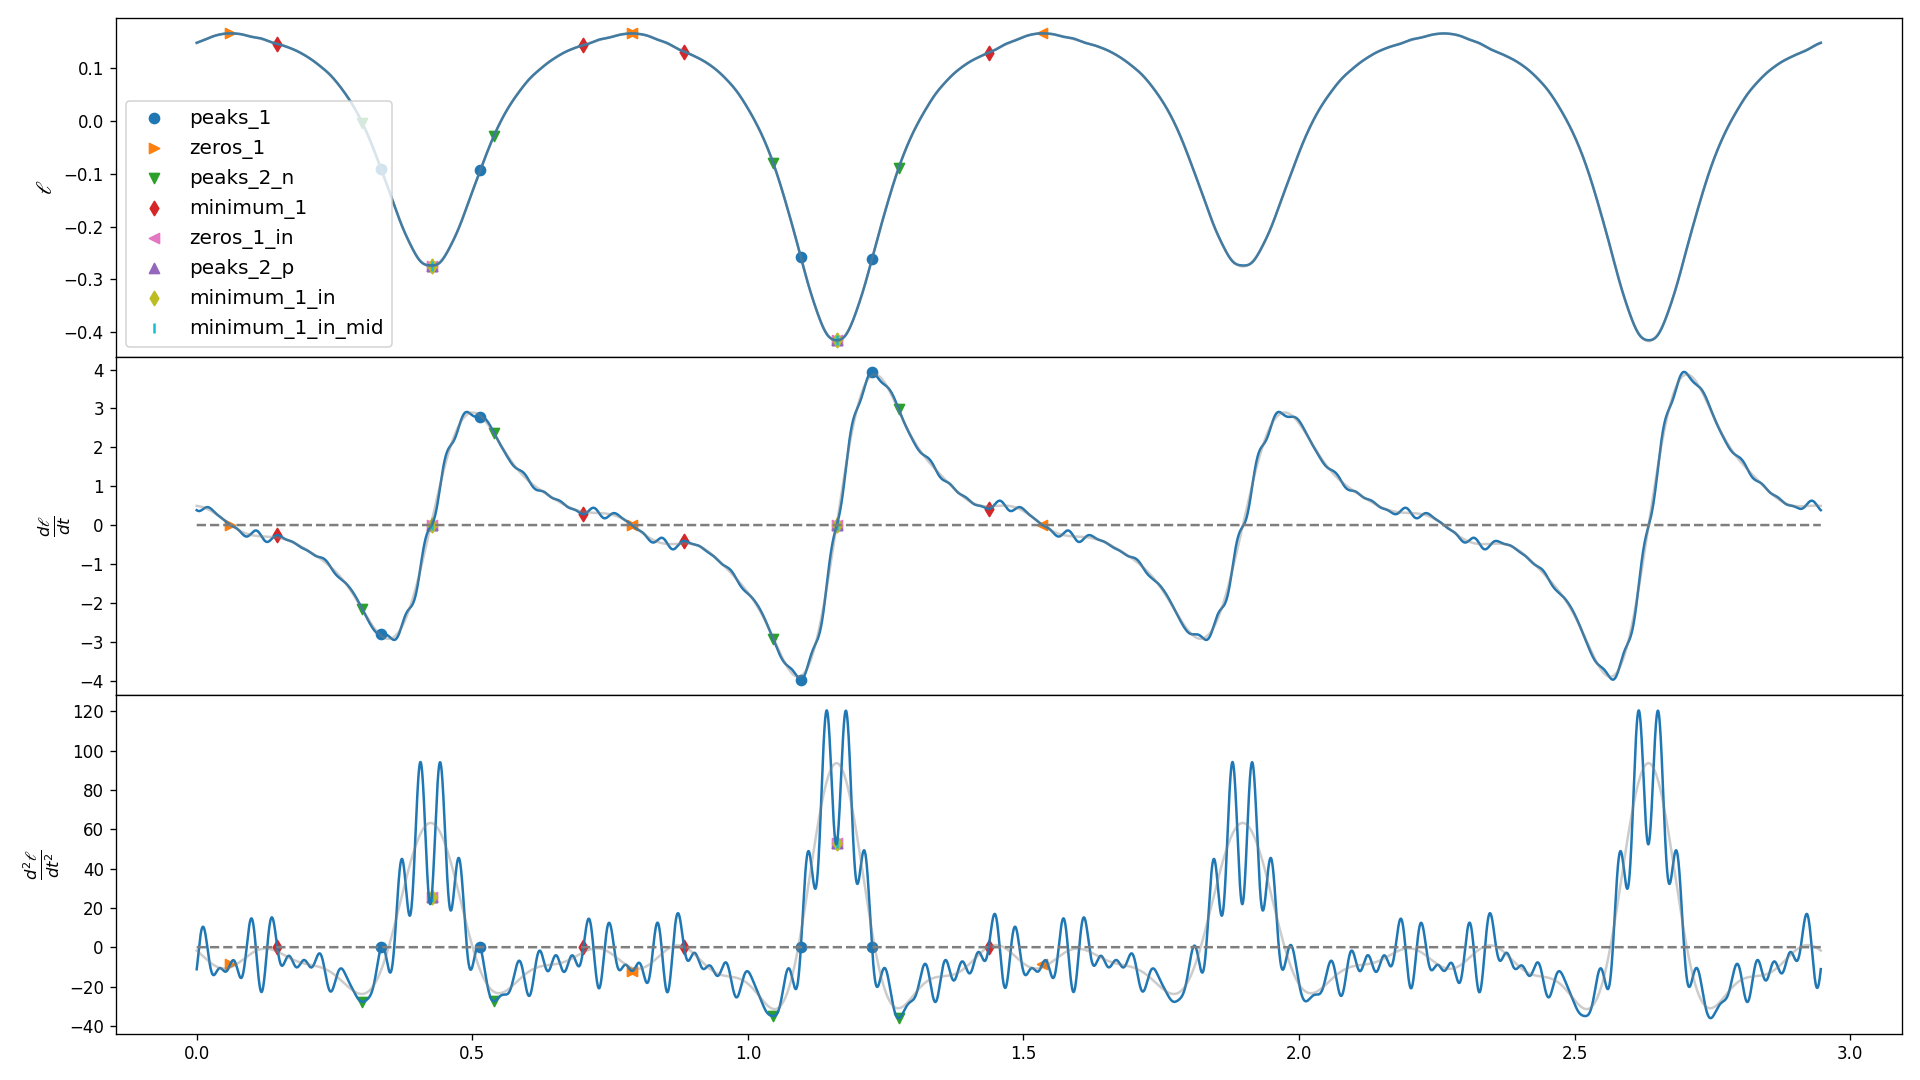 0.1
0.0
−0.1
−0.2
−0.3
−0.4
ℓ
peaks_1
zeros_1
peaks_2_n
minimum_1
zeros_1_in
peaks_2_p
minimum_1_in
minimum_1_in_mid
4
3
2
1
0
−1
−2
−3
−4
dℓ
dt
120
100
80
60
40
20
0
−20
−40
d²ℓ
dt²
0.0 0.5 1.0 1.5 2.0 2.5 3.0